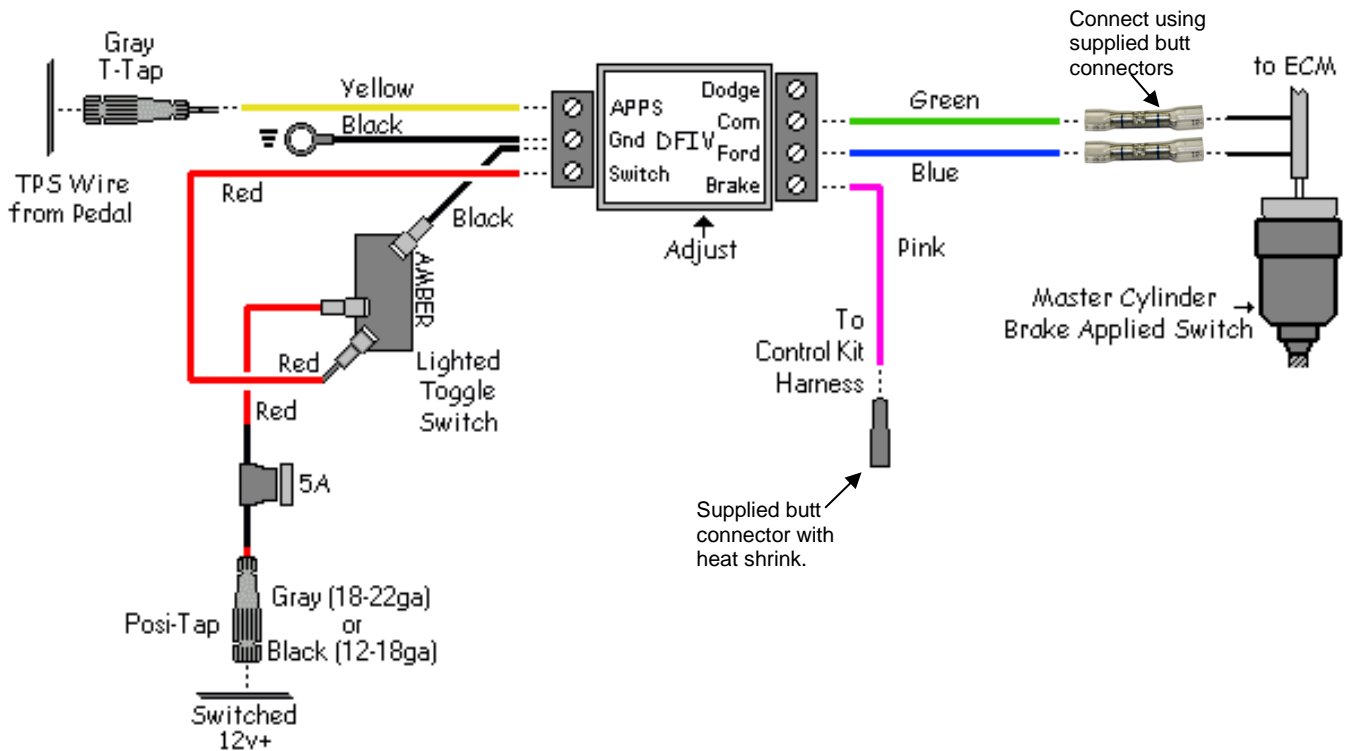 Gray
T-Tap
TPS Wire
from Pedal
Yellow
Black
Red
Black
APPS
Gnd
Switch
DFIV
Dodge
Com
Ford
Brake
Adjust
Green
Blue
Pink
Connect using
supplied butt
connectors
to ECM
Master Cylinder
Brake Applied Switch
To
Control Kit
Harness
Supplied butt
connector with
heat shrink.
AMBER
Lighted
Toggle
Switch
Red
Red
5A
Posi-Tap
Gray (18-22ga)
or
Black (12-18ga)
Switched
12v+